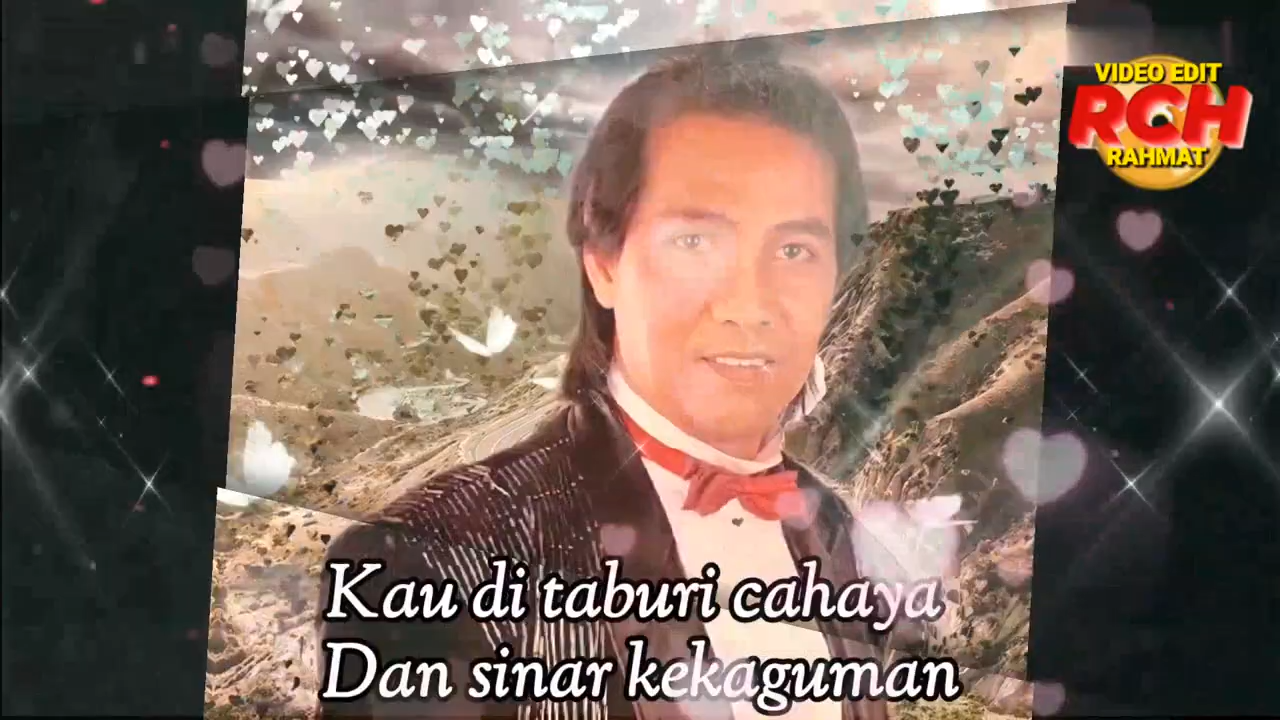 VIDEO EDIT
RCH
RAHMAT
Kau di taburi cahaya
Dan sinar kekaguman